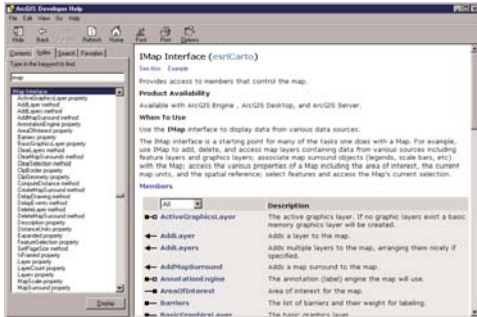 ArcGIS Developer Help
File Edit View Go Help
Hide Back Refresh Home Font Print Options
Contents Index Search Favorites
Type in the keyword to find:
imap
IMap Interface
ActiveGraphicsLayer property
AddLayer method
AddLayers method
AddMapSurround method
AnnotationEngine property
AreaOfInterest property
Barriers property
BasicGraphicsLayer property
ClearLayers method
ClearMapSurrounds method
ClearSelection method
ClipBorder property
ClipGeometry property
ComputeDistance method
CreateMapSurround method
DelayDrawing method
DelayEvents method
DeleteLayer method
DeleteMapSurround method
Description property
DistanceUnits property
Expanded property
FeatureSelection property
GetPageSize method
IsFramed property
Layer property
LayerCount property
Layers property
MapScale property
MapSurround property
Display
IMap Interface (esriCarto)
See Also Example
Provides access to members that control the map.
Product Availability
Available with ArcGIS Engine, ArcGIS Desktop, and ArcGIS Server.
When To Use
Use the IMap interface to display data from various data sources.
The IMap interface is a starting point for many of the tasks one does with a Map. For example,
use IMap to add, delete, and access map layers containing data from various sources including
feature layers and graphics layers; associate map surround objects (legends, scale bars, etc)
with the Map; access the various properties of a Map including the area of interest, the current
map units, and the spatial reference; select features and access the Map's current selection.
Members
All Description
ActiveGraphicsLayer The active graphics layer. If no graphic layers exist a basic
memory graphics layer will be created.
AddLayer Adds a layer to the map.
AddLayers Adds multiple layers to the map, arranging them nicely if
specified.
AddMapSurround Adds a map surround to the map.
AnnotationEngine The annotation (label) engine the map will use.
AreaOfInterest Area of interest for the map.
Barriers The list of barriers and their weight for labeling.
BasicGraphicsLayer The basic graphics layer.